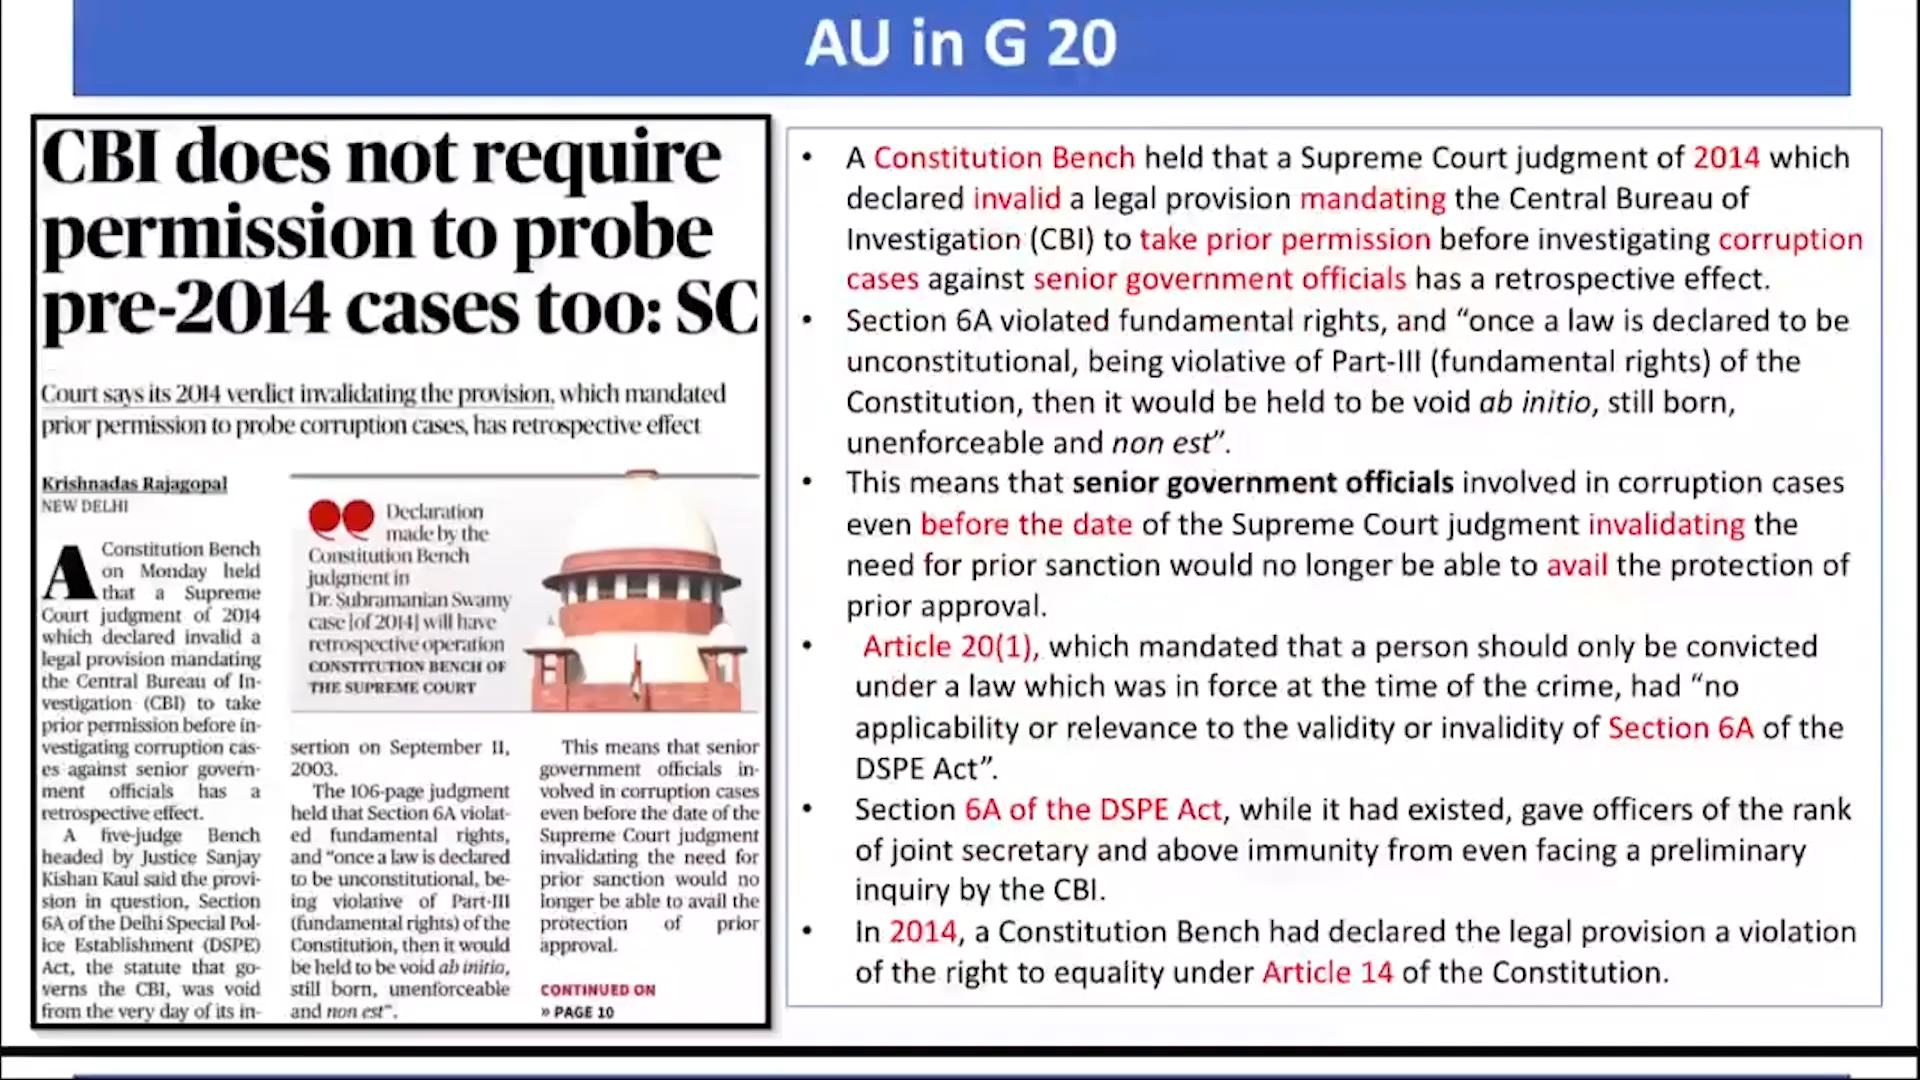 AU in G 20
CBI does not require
permission to probe
pre-2014 cases too: SC
Court says its 2014 verdict invalidating the provision, which mandated
prior permission to probe corruption cases, has retrospective effect
Krishnadas Rajagopal
NEW DELHI
A Constitution Bench
on Monday held
that a Supreme
Court judgment of 2014
which declared invalid a
legal provision mandating
the Central Bureau of In-
vestigation (CBI) to take
prior permission before in-
vestigating corruption cas-
es against senior govern-
ment officials has a
retrospective effect.
A five-judge Bench
headed by Justice Sanjay
Kishan Kaul said the provi-
sion in question, Section
6A of the Delhi Special Pol-
ice Establishment (DSPE)
Act, the statute that go-
verns the CBI, was void
from the very day of its in-
Declaration
made by the
Constitution Bench
judgment in
Dr. Subramanian Swamy
case [of 2014] will have
retrospective operation
CONSTITUTION BENCH OF
THE SUPREME COURT
sertion on September 11,
2003.
The 106-page judgment
held that Section 6A violat-
ed fundamental rights,
and “once a law is declared
to be unconstitutional, be-
ing violative of Part-III
(fundamental rights) of the
Constitution, then it would
be held to be void ab initio,
still born, unenforceable
and non est”.
This means that senior
government officials in-
volved in corruption cases
even before the date of the
Supreme Court judgment
invalidating the need for
prior sanction would no
longer be able to avail the
protection of prior
approval.
CONTINUED ON
» PAGE 10
• A Constitution Bench held that a Supreme Court judgment of 2014 which
declared invalid a legal provision mandating the Central Bureau of
Investigation (CBI) to take prior permission before investigating corruption
cases against senior government officials has a retrospective effect.
• Section 6A violated fundamental rights, and “once a law is declared to be
unconstitutional, being violative of Part-III (fundamental rights) of the
Constitution, then it would be held to be void ab initio, still born,
unenforceable and non est”.
• This means that senior government officials involved in corruption cases
even before the date of the Supreme Court judgment invalidating the
need for prior sanction would no longer be able to avail the protection of
prior approval.
• Article 20(1), which mandated that a person should only be convicted
under a law which was in force at the time of the crime, had “no
applicability or relevance to the validity or invalidity of Section 6A of the
DSPE Act”.
• Section 6A of the DSPE Act, while it had existed, gave officers of the rank
of joint secretary and above immunity from even facing a preliminary
inquiry by the CBI.
• In 2014, a Constitution Bench had declared the legal provision a violation
of the right to equality under Article 14 of the Constitution.